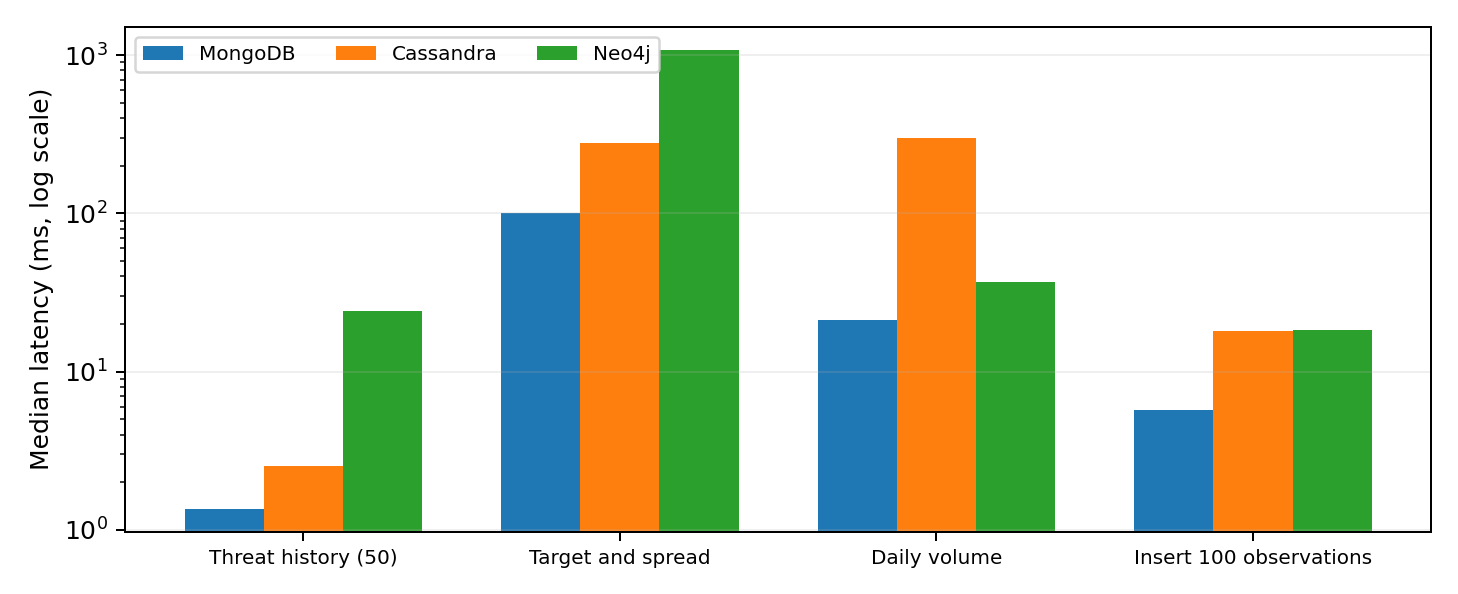 MongoDB Cassandra Neo4j
Median latency (ms, log scale)
10³
10²
10¹
10⁰
Threat history (50) Target and spread Daily volume Insert 100 observations